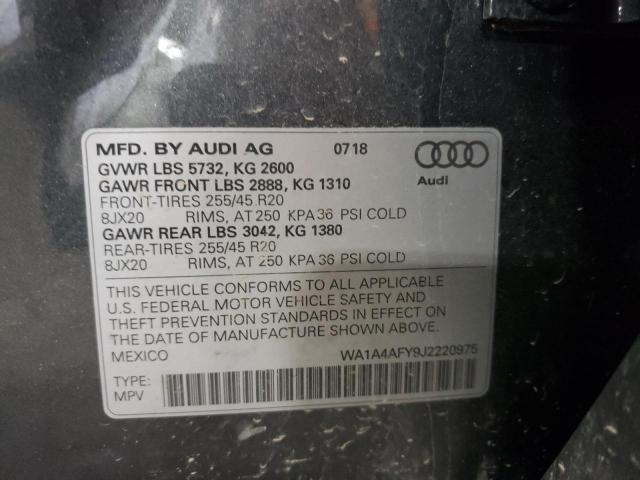 MFD. BY AUDI AG 0718
GVWR LBS 5732, KG 2600
GAWR FRONT LBS 2888, KG 1310
FRONT-TIRES 255/45 R20
8JX20 RIMS, AT 250 KPA 36 PSI COLD
GAWR REAR LBS 3042, KG 1380
REAR-TIRES 255/45 R20
8JX20 RIMS, AT 250 KPA 36 PSI COLD
Audi
THIS VEHICLE CONFORMS TO ALL APPLICABLE
U.S. FEDERAL MOTOR VEHICLE SAFETY AND
THEFT PREVENTION STANDARDS IN EFFECT ON
THE DATE OF MANUFACTURE SHOWN ABOVE.
MEXICO WA1A4AFY9J2220975
TYPE:
MPV